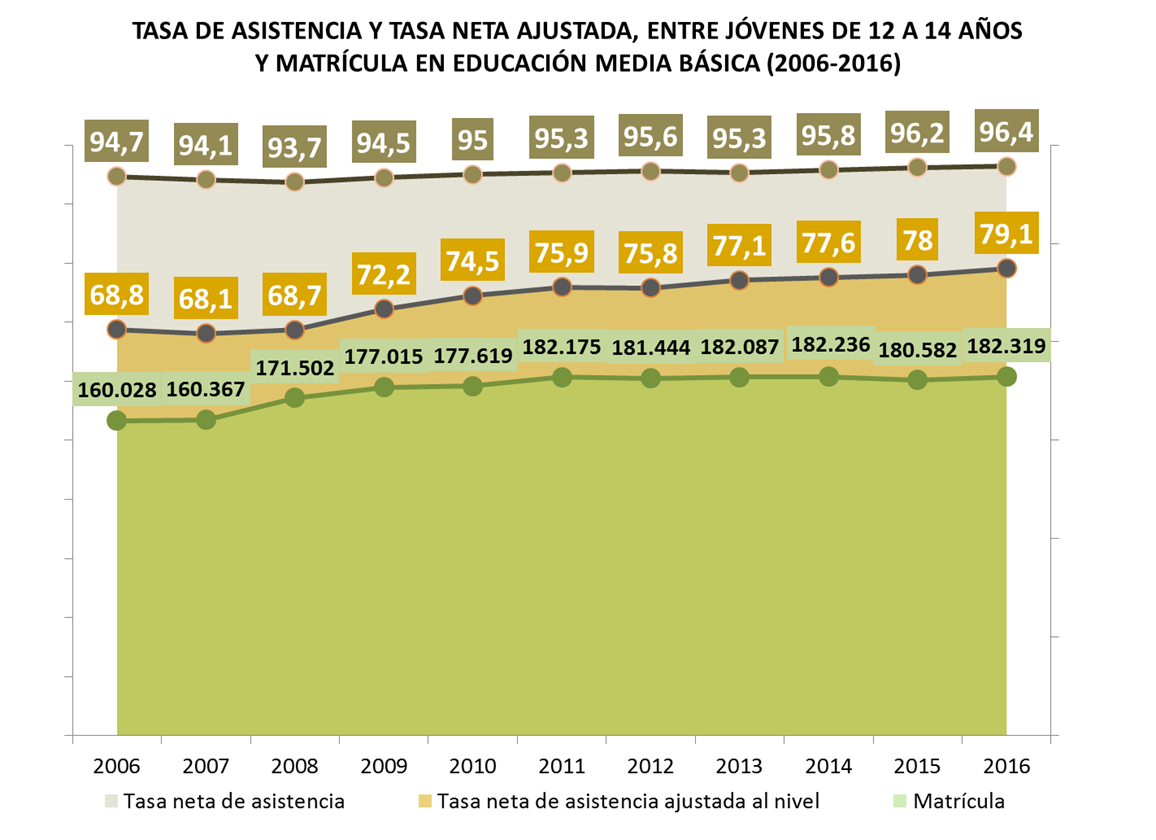 TASA DE ASISTENCIA Y TASA NETA AJUSTADA, ENTRE JÓVENES DE 12 A 14 AÑOS
Y MATRÍCULA EN EDUCACIÓN MEDIA BÁSICA (2006-2016)
94,7 94,1 93,7 94,5 95 95,3 95,6 95,3 95,8 96,2 96,4
68,8 68,1 68,7 72,2 74,5 75,9 75,8 77,1 77,6 78 79,1
160.028 160.367 171.502 177.015 177.619 182.175 181.444 182.087 182.236 180.582 182.319
2006 2007 2008 2009 2010 2011 2012 2013 2014 2015 2016
Tasa neta de asistencia Tasa neta de asistencia ajustada al nivel Matrícula